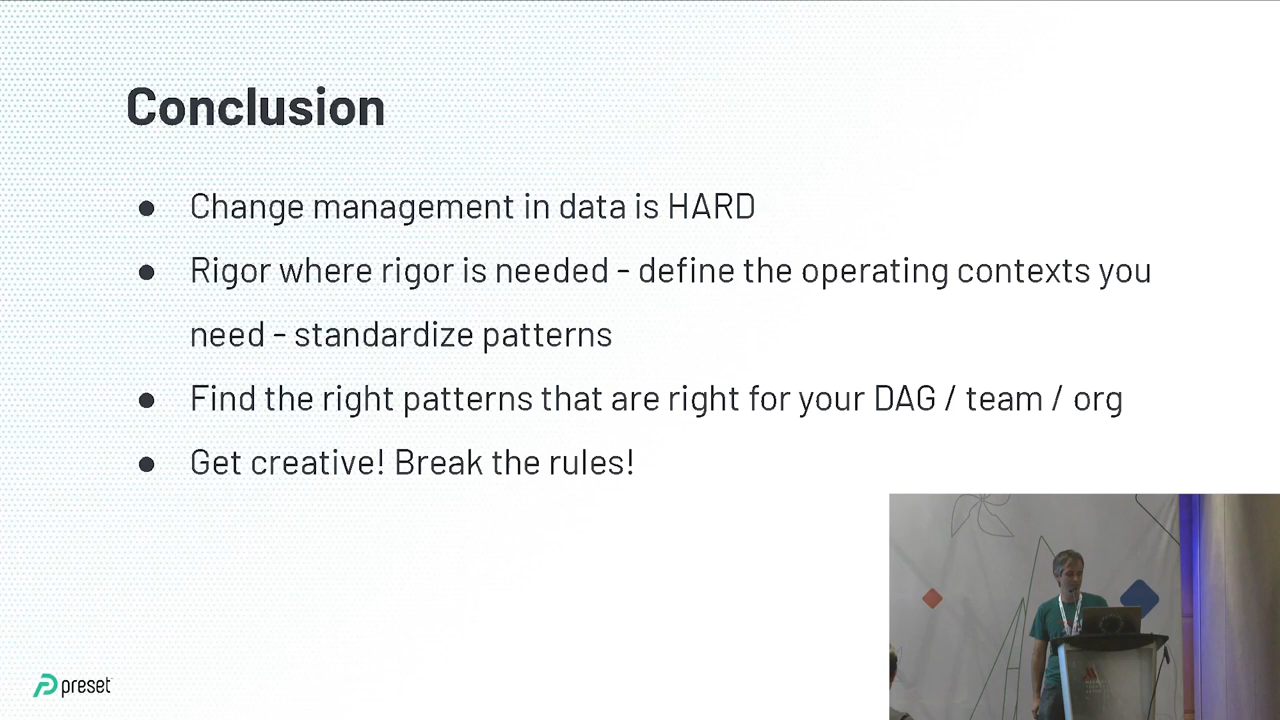 Conclusion
● Change management in data is HARD
● Rigor where rigor is needed - define the operating contexts you
need - standardize patterns
● Find the right patterns that are right for your DAG / team / org
● Get creative! Break the rules!
preset